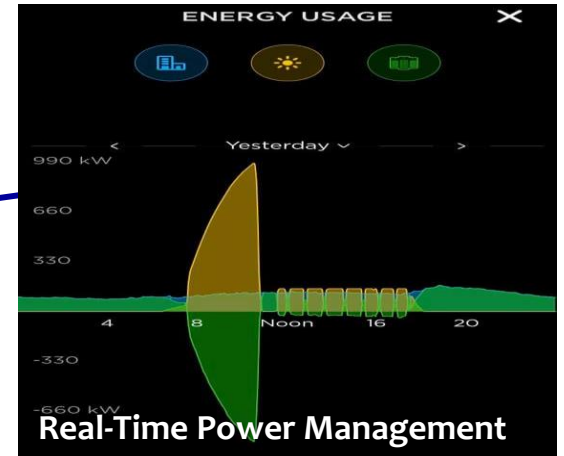 ENERGY USAGE ✕
< Yesterday ⌄ >
990 kW
660
330
4 8 Noon 16 20
-330
-660 kW
Real-Time Power Management